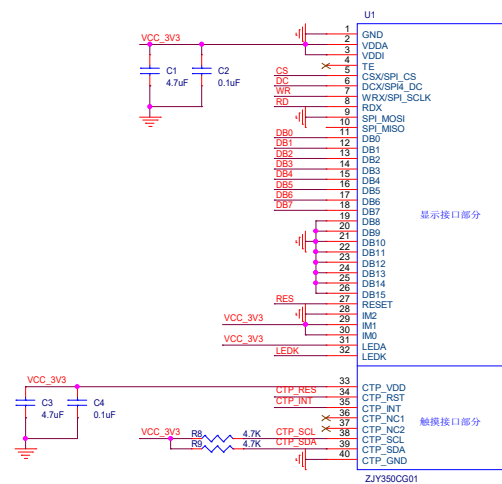 U1
1
GND
VCC_3V3
2
VDDA
3
VDDI
4
TE
C1
4.7uF
C2
0.1uF
CS
5
CSX/SPI_CS
DC
6
DCX/SPI4_DC
WR
7
WRX/SPI_SCLK
RD
8
RDX
9
SPI_MOSI
10
SPI_MISO
DB0
11
DB0
DB1
12
DB1
DB2
13
DB2
DB3
14
DB3
DB4
15
DB4
DB5
16
DB5
DB6
17
DB6
DB7
18
DB7
19
DB8
20
DB9
21
DB10
22
DB11
23
DB12
24
DB13
25
DB14
26
DB15
显示接口部分
RES
27
RESET
28
IM2
VCC_3V3
29
IM1
30
IM0
VCC_3V3
31
LEDA
LEDK
32
LEDK
VCC_3V3
33
CTP_VDD
CTP_RES
34
CTP_RST
CTP_INT
35
CTP_INT
36
CTP_NC1
37
CTP_NC2
C3
4.7uF
C4
0.1uF
VCC_3V3
R8
4.7K
CTP_SCL
38
CTP_SCL
R9
4.7K
CTP_SDA
39
CTP_SDA
40
CTP_GND
触摸接口部分
ZJY350CG01